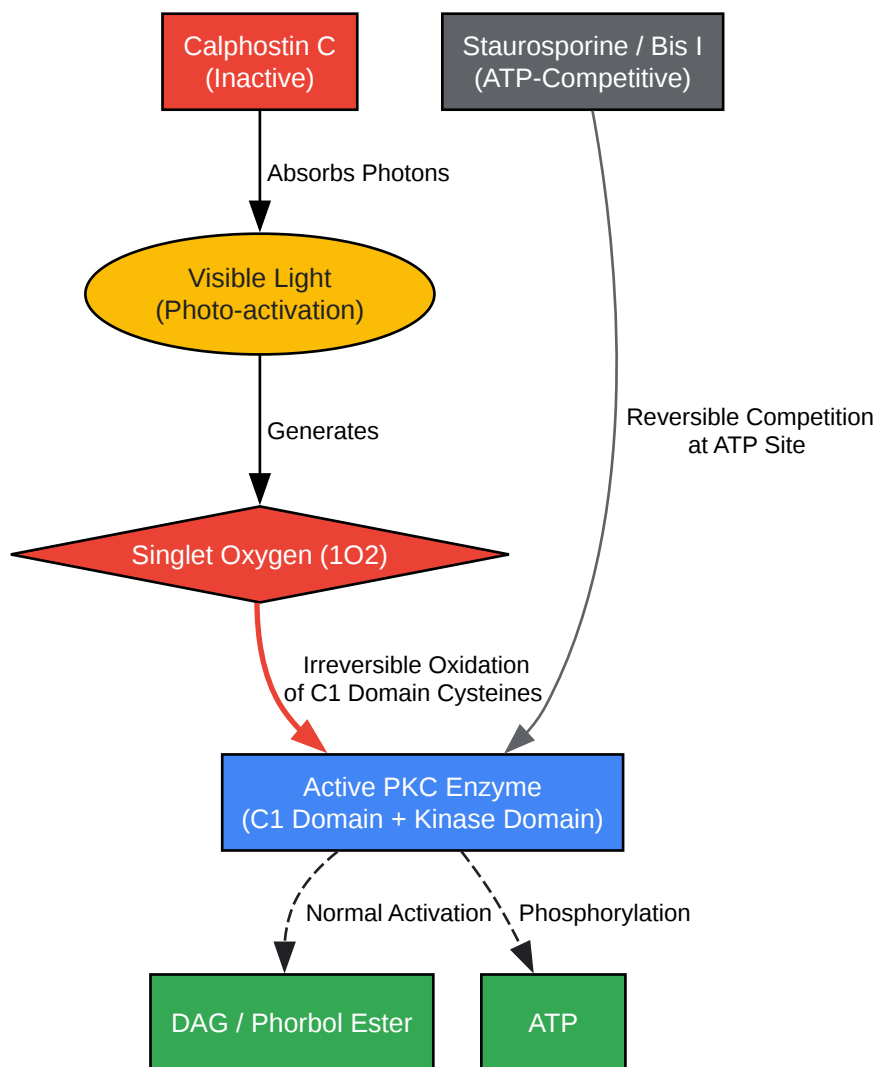 Calphostin C
(Inactive)
Staurosporine / Bis I
(ATP-Competitive)
Absorbs Photons
Visible Light
(Photo-activation)
Generates
Reversible Competition
at ATP Site
Singlet Oxygen (1O2)
Irreversible Oxidation
of C1 Domain Cysteines
Active PKC Enzyme
(C1 Domain + Kinase Domain)
Normal Activation
Phosphorylation
DAG / Phorbol Ester
ATP